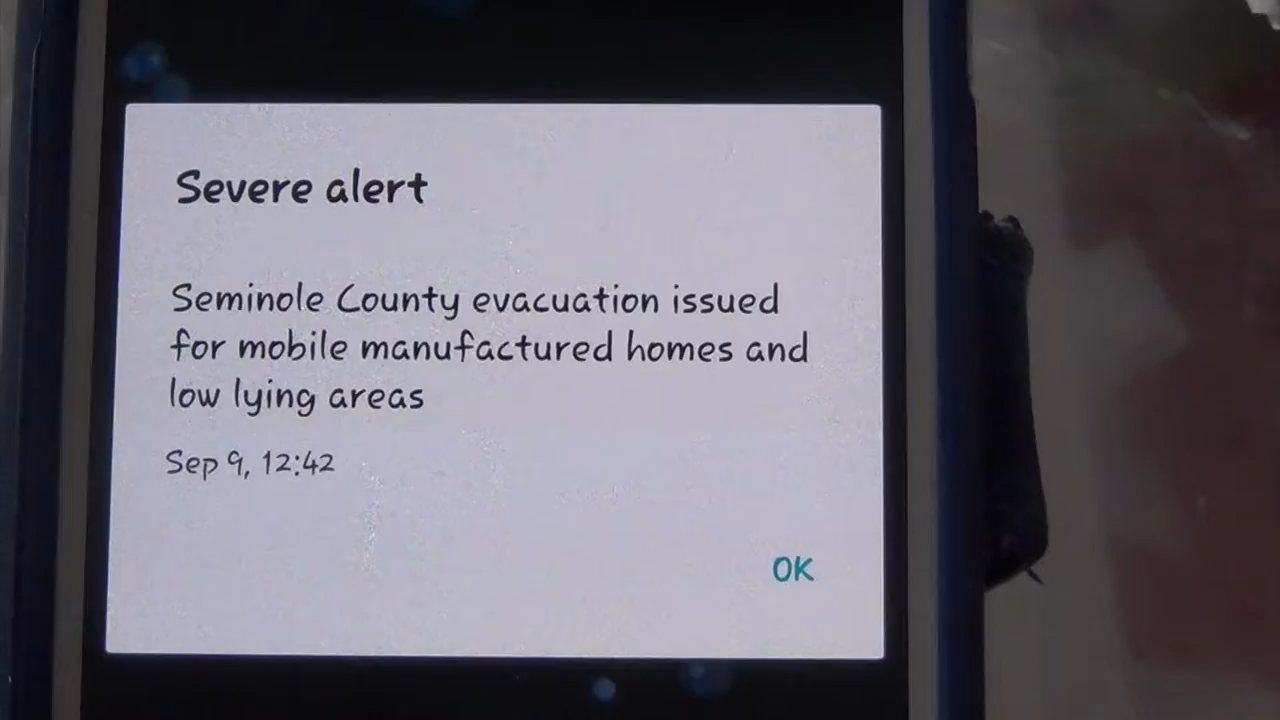 Severe alert
Seminole County evacuation issued
for mobile manufactured homes and
low lying areas
Sep 9, 12:42
OK